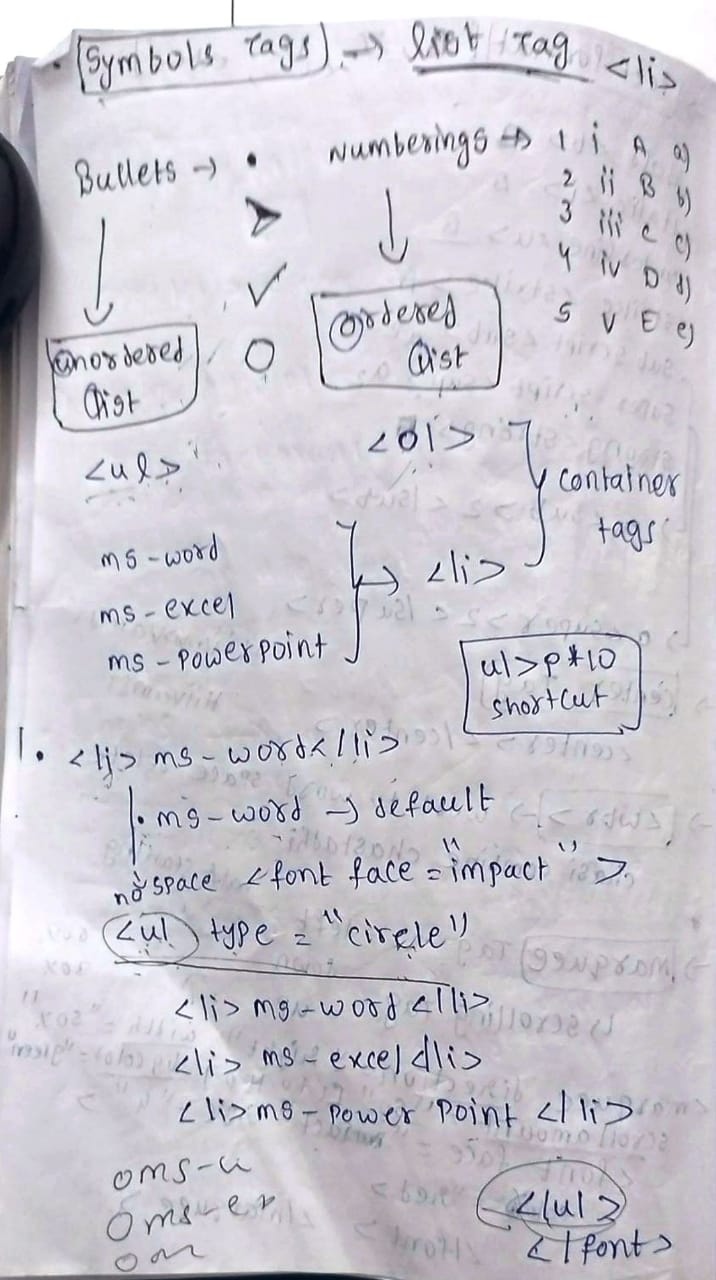 Symbols Tags → list tag <li>
Bullets → • Numberings → 1 i A a)
2 ii B b)
3 iii C c)
4 iv D d)
5 V E e)
➤
✓
○
Unordered List
Ordered List
<ul>
<ol>
container tags
ms-word
ms-excel → <li>
ms-powerpoint
ul>p*10
shortcut
1. <li> ms-word</li>
• ms-word → default
no space <font face = "impact">
<ul type = "circle")
<li> ms-word </li>
<li> ms-excel </li>
<li> ms-power point </li>
o ms-w
o ms-ex
</ul>
</font>